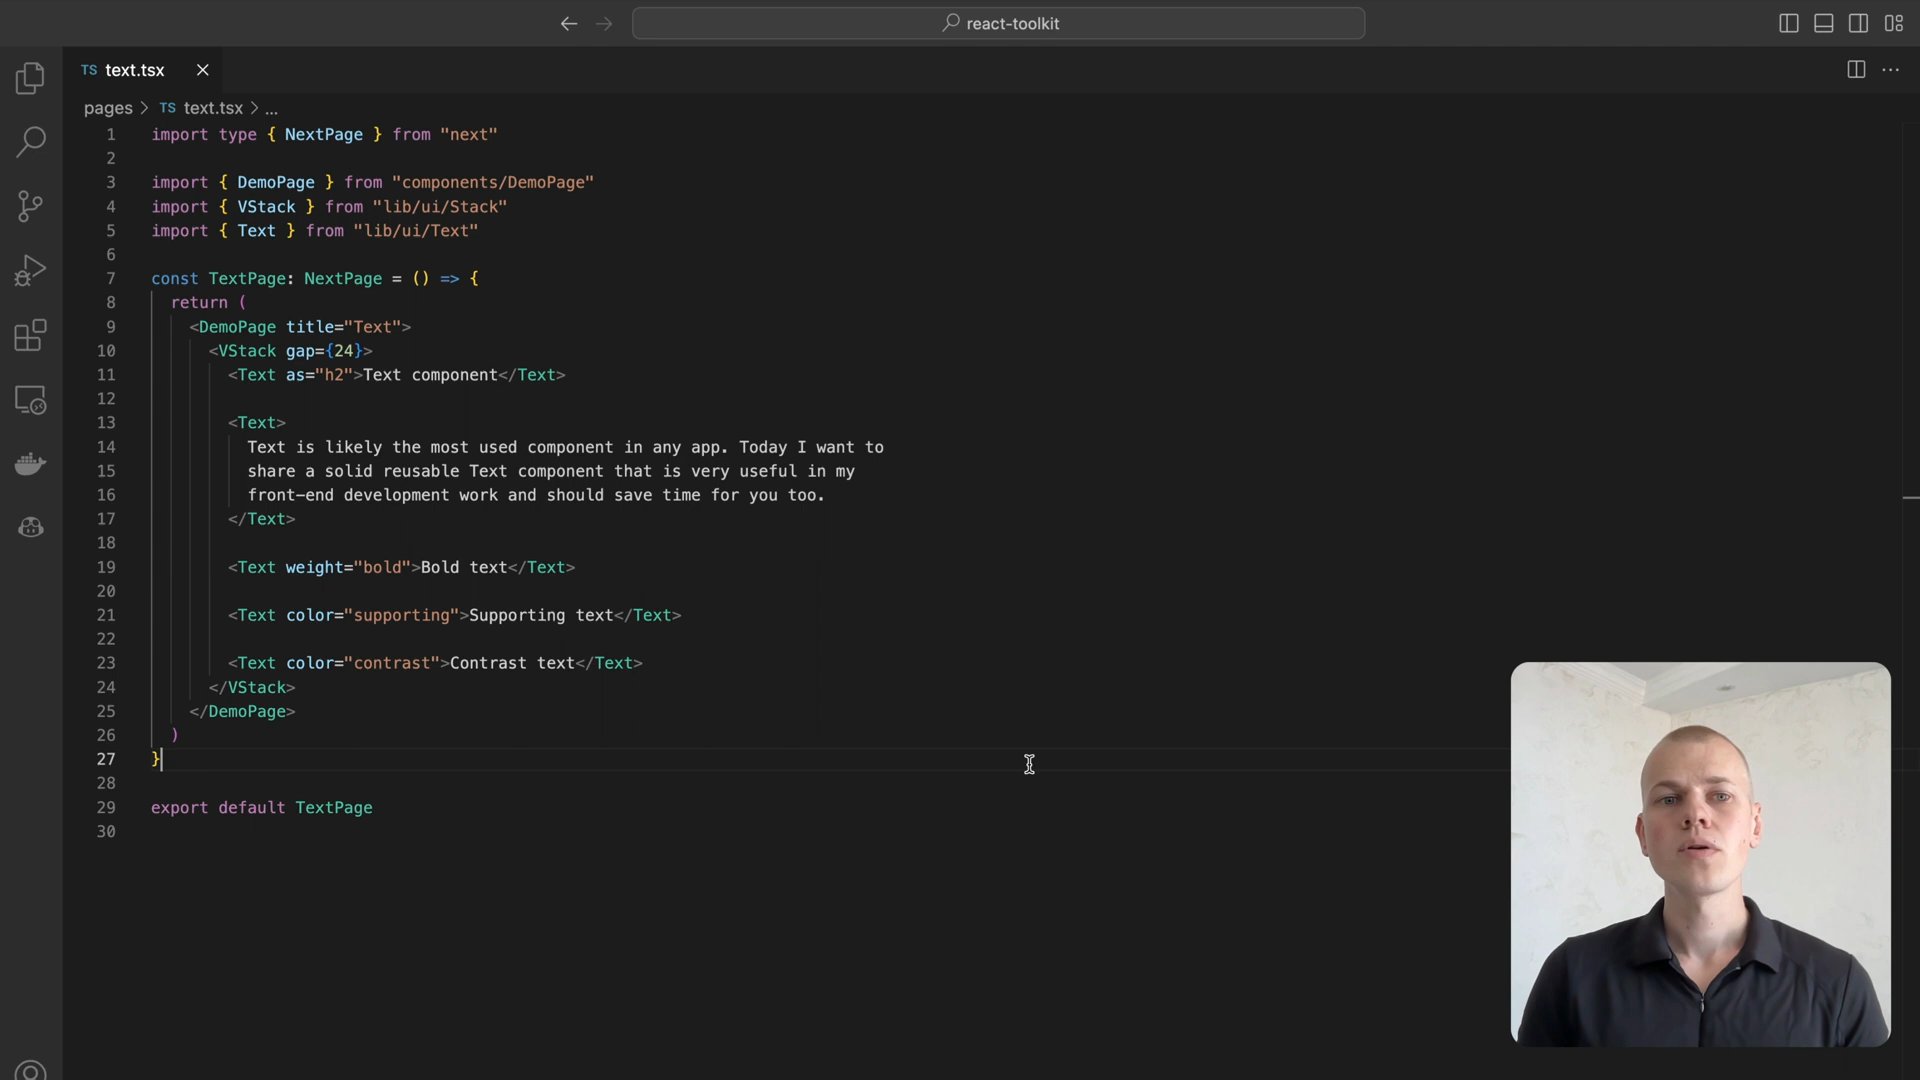 react-toolkit
TS text.tsx
pages > TS text.tsx > ...
1 import type { NextPage } from "next"
2
3 import { DemoPage } from "components/DemoPage"
4 import { VStack } from "lib/ui/Stack"
5 import { Text } from "lib/ui/Text"
6
7 const TextPage: NextPage = () => {
8 return (
9 <DemoPage title="Text">
10 <VStack gap={24}>
11 <Text as="h2">Text component</Text>
12
13 <Text>
14 Text is likely the most used component in any app. Today I want to
15 share a solid reusable Text component that is very useful in my
16 front-end development work and should save time for you too.
17 </Text>
18
19 <Text weight="bold">Bold text</Text>
20
21 <Text color="supporting">Supporting text</Text>
22
23 <Text color="contrast">Contrast text</Text>
24 </VStack>
25 </DemoPage>
26 )
27 }
28
29 export default TextPage
30